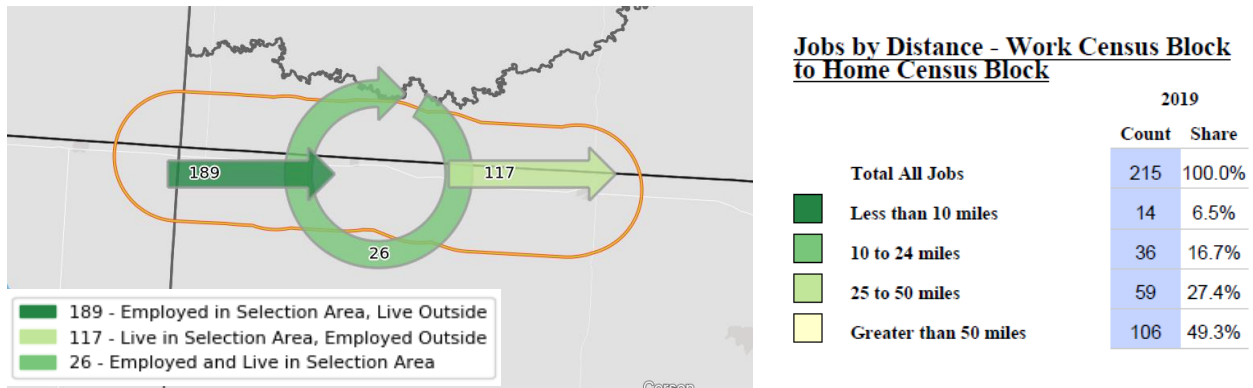 189
117
26
189 - Employed in Selection Area, Live Outside
117 - Live in Selection Area, Employed Outside
26 - Employed and Live in Selection Area
Corson
Jobs by Distance - Work Census Block
to Home Census Block
2019
Count Share
Total All Jobs 215 100.0%
Less than 10 miles 14 6.5%
10 to 24 miles 36 16.7%
25 to 50 miles 59 27.4%
Greater than 50 miles 106 49.3%